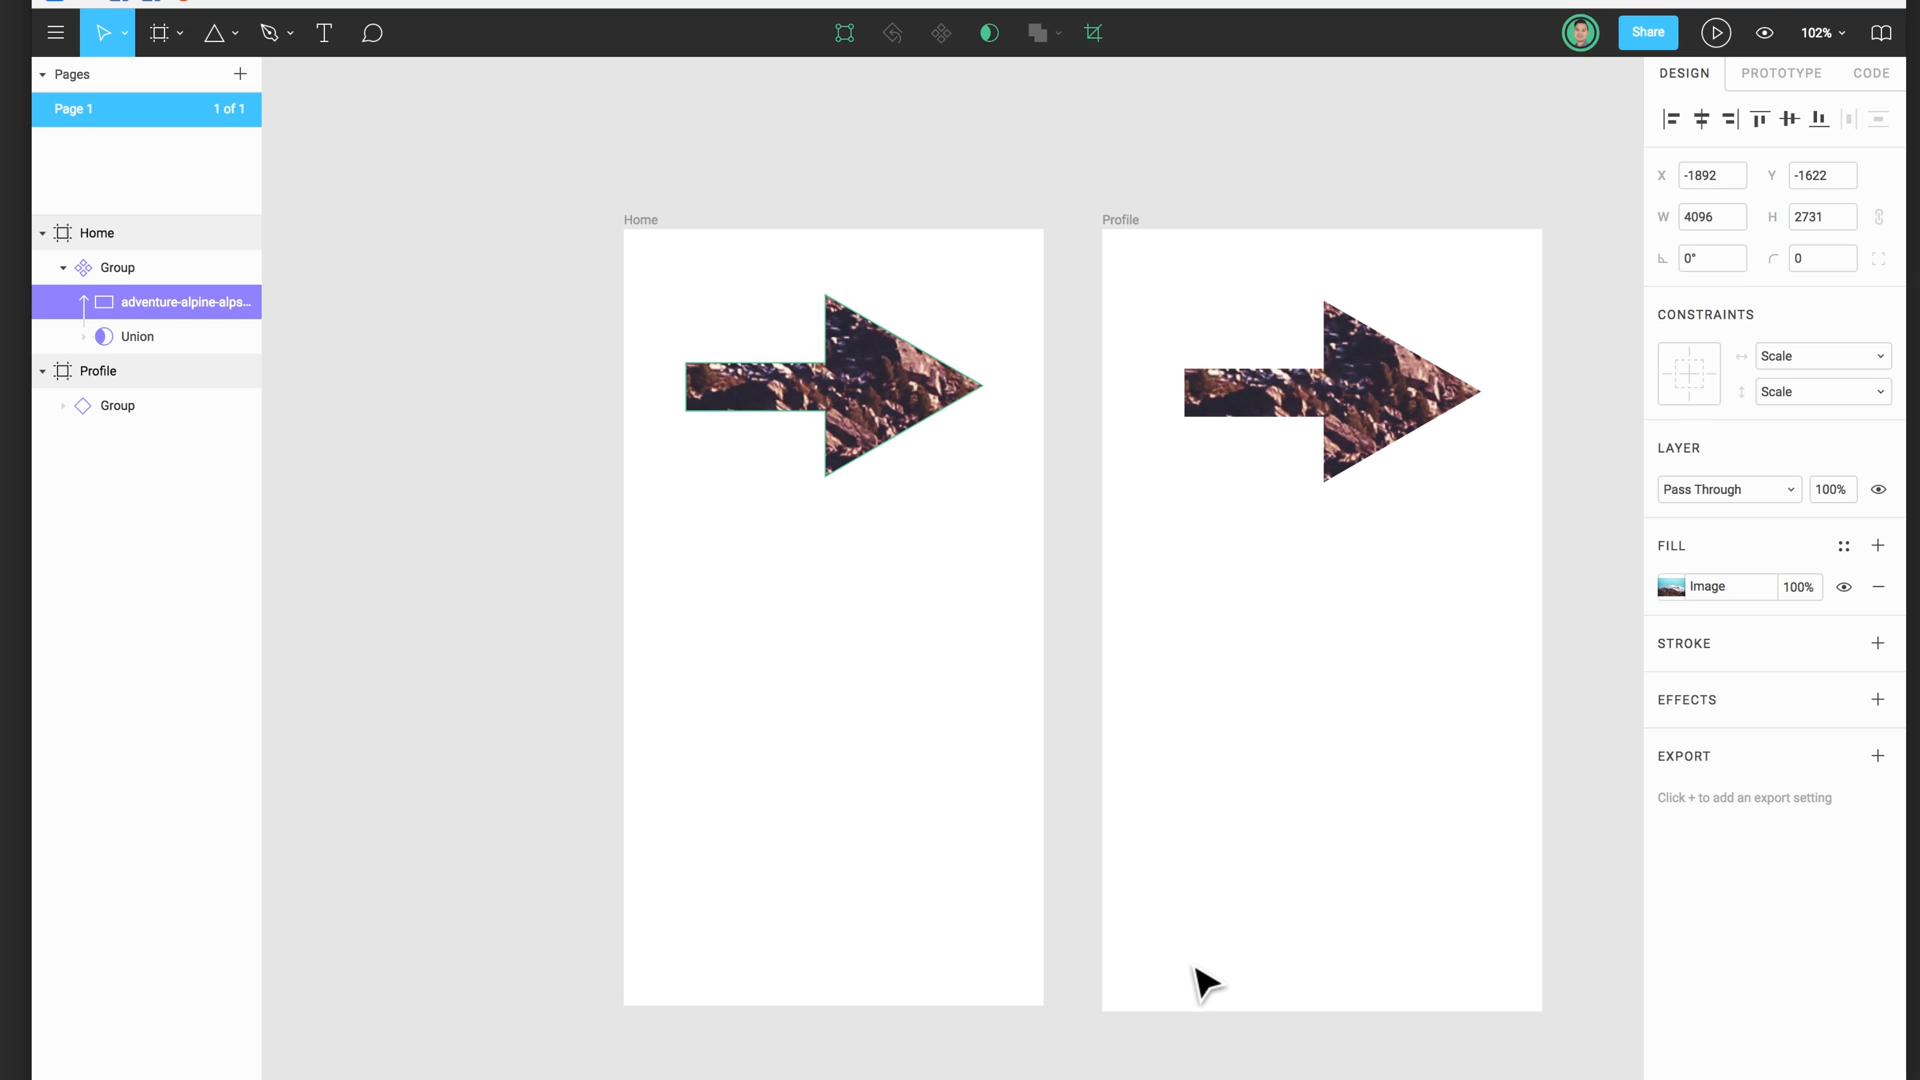 Share
102%
Pages
Page 1
1 of 1
Home
Group
adventure-alpine-alps...
Union
Profile
Group
Home
Profile
DESIGN
PROTOTYPE
CODE
X -1892 Y -1622
W 4096 H 2731
0° 0
CONSTRAINTS
Scale
Scale
LAYER
Pass Through 100%
FILL
Image 100%
STROKE
EFFECTS
EXPORT
Click + to add an export setting